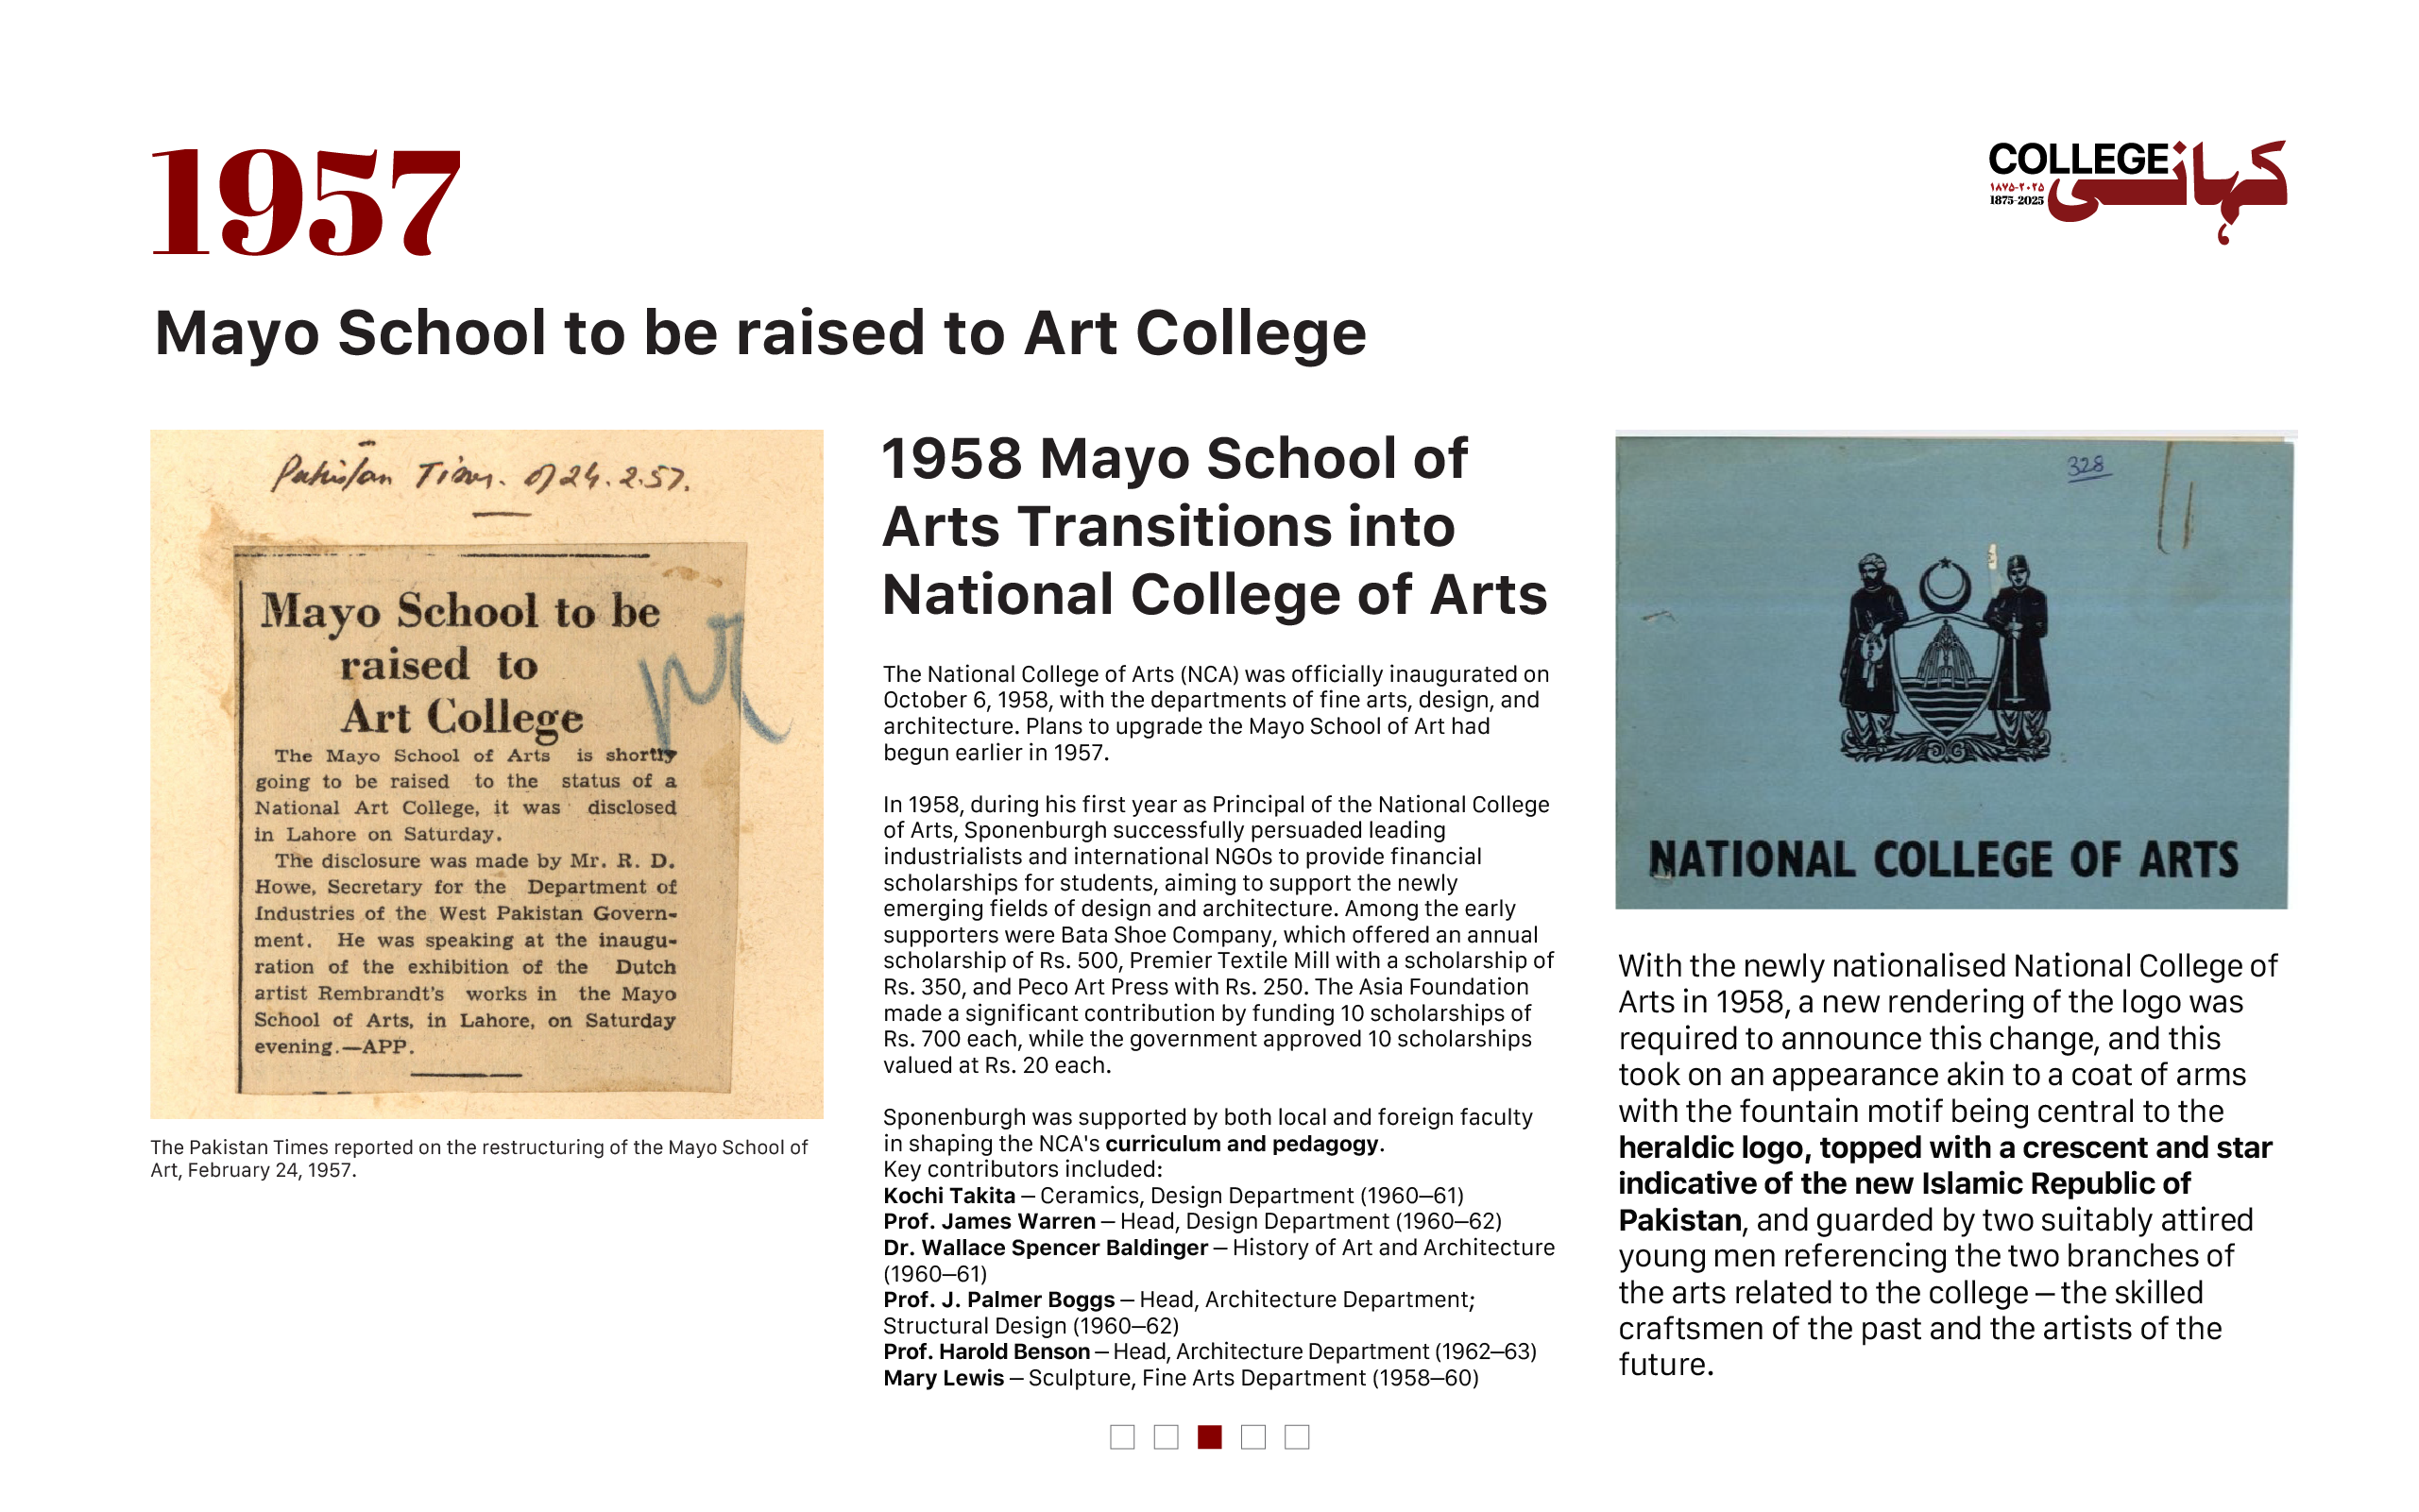 1957
COLLEGE کہانی
۱۸۷۵-۲۰۲۵
1875-2025
Mayo School to be raised to Art College
Pakistan Times. of 24.2.57.
Mayo School to be
raised to
Art College
The Mayo School of Arts is shortly
going to be raised to the status of a
National Art College, it was disclosed
in Lahore on Saturday.
The disclosure was made by Mr. R. D.
Howe, Secretary for the Department of
Industries of the West Pakistan Govern-
ment. He was speaking at the inaugu-
ration of the exhibition of the Dutch
artist Rembrandt's works in the Mayo
School of Arts, in Lahore, on Saturday
evening.—APP.
The Pakistan Times reported on the restructuring of the Mayo School of
Art, February 24, 1957.
1958 Mayo School of
Arts Transitions into
National College of Arts
The National College of Arts (NCA) was officially inaugurated on
October 6, 1958, with the departments of fine arts, design, and
architecture. Plans to upgrade the Mayo School of Art had
begun earlier in 1957.
In 1958, during his first year as Principal of the National College
of Arts, Sponenburgh successfully persuaded leading
industrialists and international NGOs to provide financial
scholarships for students, aiming to support the newly
emerging fields of design and architecture. Among the early
supporters were Bata Shoe Company, which offered an annual
scholarship of Rs. 500, Premier Textile Mill with a scholarship of
Rs. 350, and Peco Art Press with Rs. 250. The Asia Foundation
made a significant contribution by funding 10 scholarships of
Rs. 700 each, while the government approved 10 scholarships
valued at Rs. 20 each.
Sponenburgh was supported by both local and foreign faculty
in shaping the NCA's curriculum and pedagogy.
Key contributors included:
Kochi Takita – Ceramics, Design Department (1960–61)
Prof. James Warren – Head, Design Department (1960–62)
Dr. Wallace Spencer Baldinger – History of Art and Architecture
(1960–61)
Prof. J. Palmer Boggs – Head, Architecture Department;
Structural Design (1960–62)
Prof. Harold Benson – Head, Architecture Department (1962–63)
Mary Lewis – Sculpture, Fine Arts Department (1958–60)
328
NATIONAL COLLEGE OF ARTS
With the newly nationalised National College of
Arts in 1958, a new rendering of the logo was
required to announce this change, and this
took on an appearance akin to a coat of arms
with the fountain motif being central to the
heraldic logo, topped with a crescent and star
indicative of the new Islamic Republic of
Pakistan, and guarded by two suitably attired
young men referencing the two branches of
the arts related to the college – the skilled
craftsmen of the past and the artists of the
future.